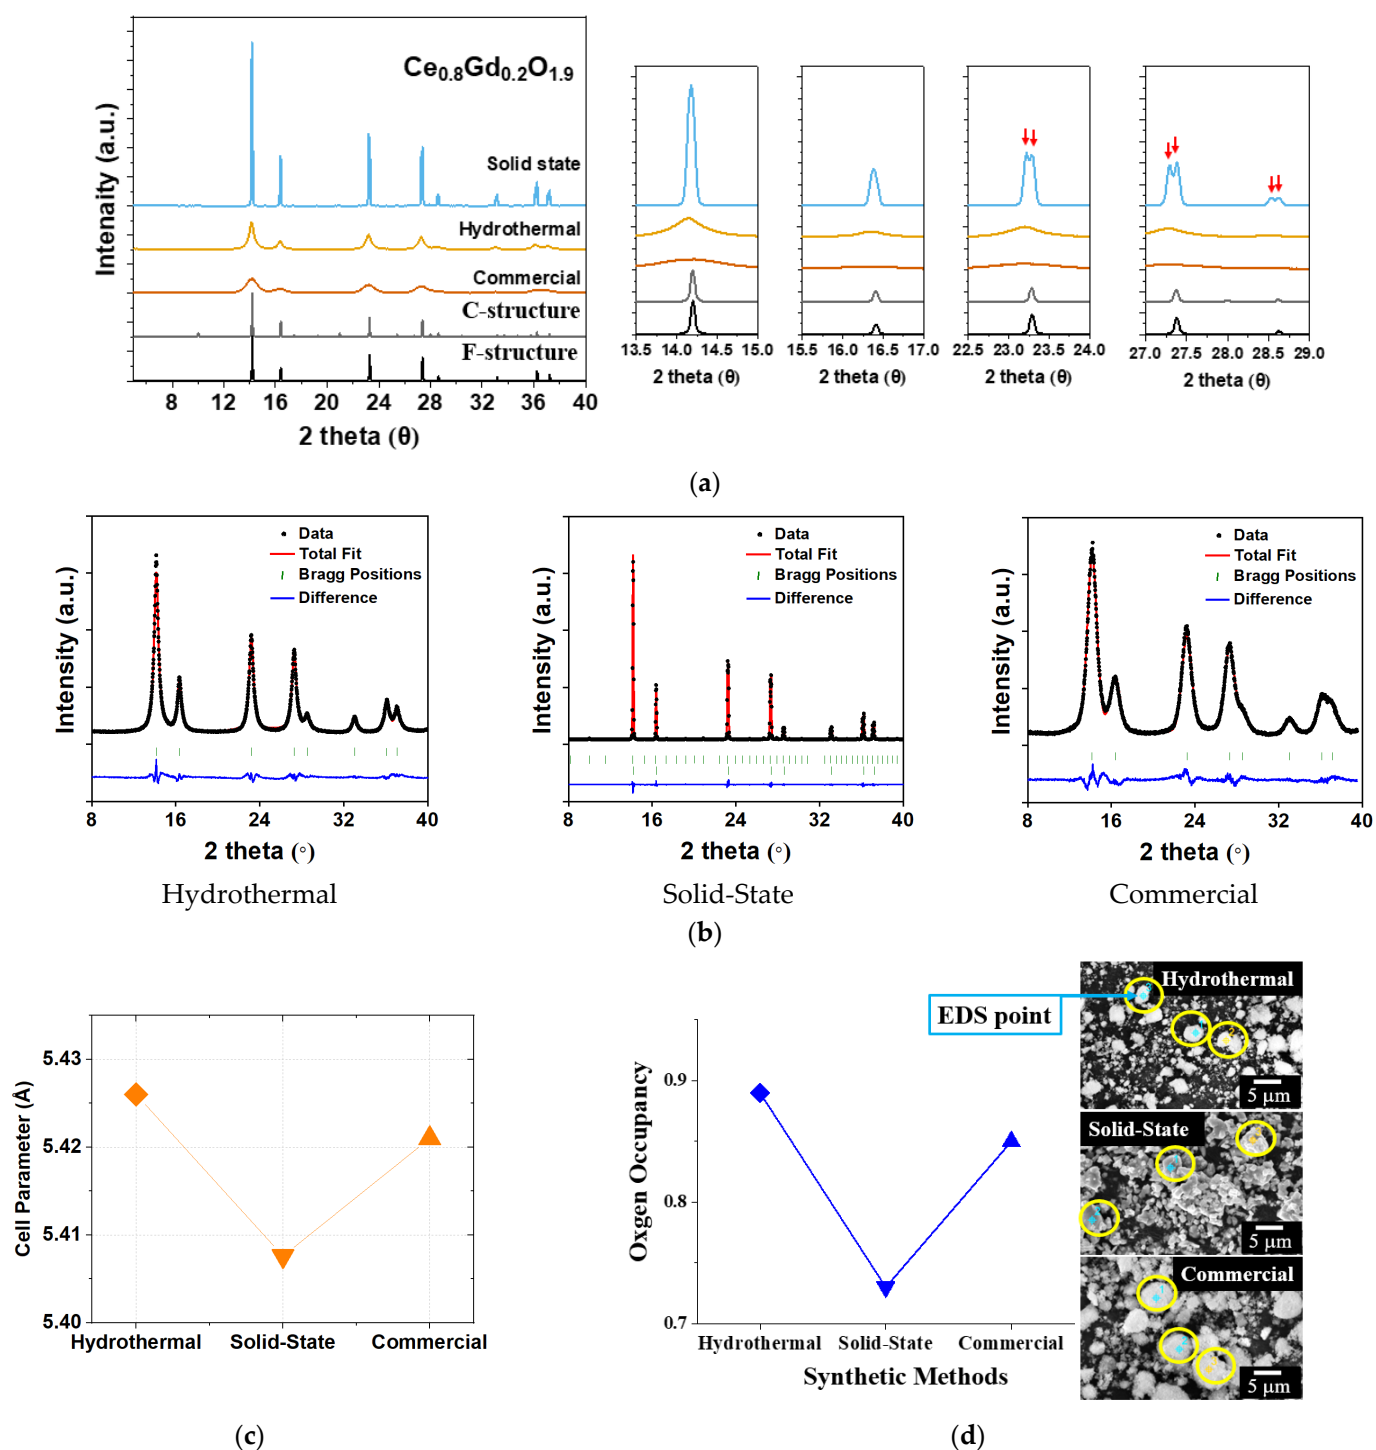 Ce0.8Gd0.2O1.9
Intenaity (a.u.)
Solid state
Hydrothermal
Commercial
C-structure
F-structure
8 12 16 20 24 28 32 36 40
2 theta (θ)
13.5 14.0 14.5 15.0
2 theta (θ)
15.5 16.0 16.5 17.0
2 theta (θ)
22.5 23.0 23.5 24.0
2 theta (θ)
27.0 27.5 28.0 28.5 29.0
2 theta (θ)
(a)
Intensity (a.u.)
Data
Total Fit
Bragg Positions
Difference
8 16 24 32 40
2 theta (°)
Hydrothermal
Intensity (a.u.)
Data
Total Fit
Bragg Positions
Difference
8 16 24 32 40
2 theta (°)
Solid-State
Intensity (a.u.)
Data
Total Fit
Bragg Positions
Difference
8 16 24 32 40
2 theta (°)
Commercial
(b)
Cell Parameter (Å)
5.43
5.42
5.41
5.40
Hydrothermal Solid-State Commercial
(c)
Oxgen Occupancy
0.9
0.8
0.7
Hydrothermal Solid-State Commercial
Synthetic Methods
EDS point
Hydrothermal
5 μm
Solid-State
5 μm
Commercial
5 μm
(d)